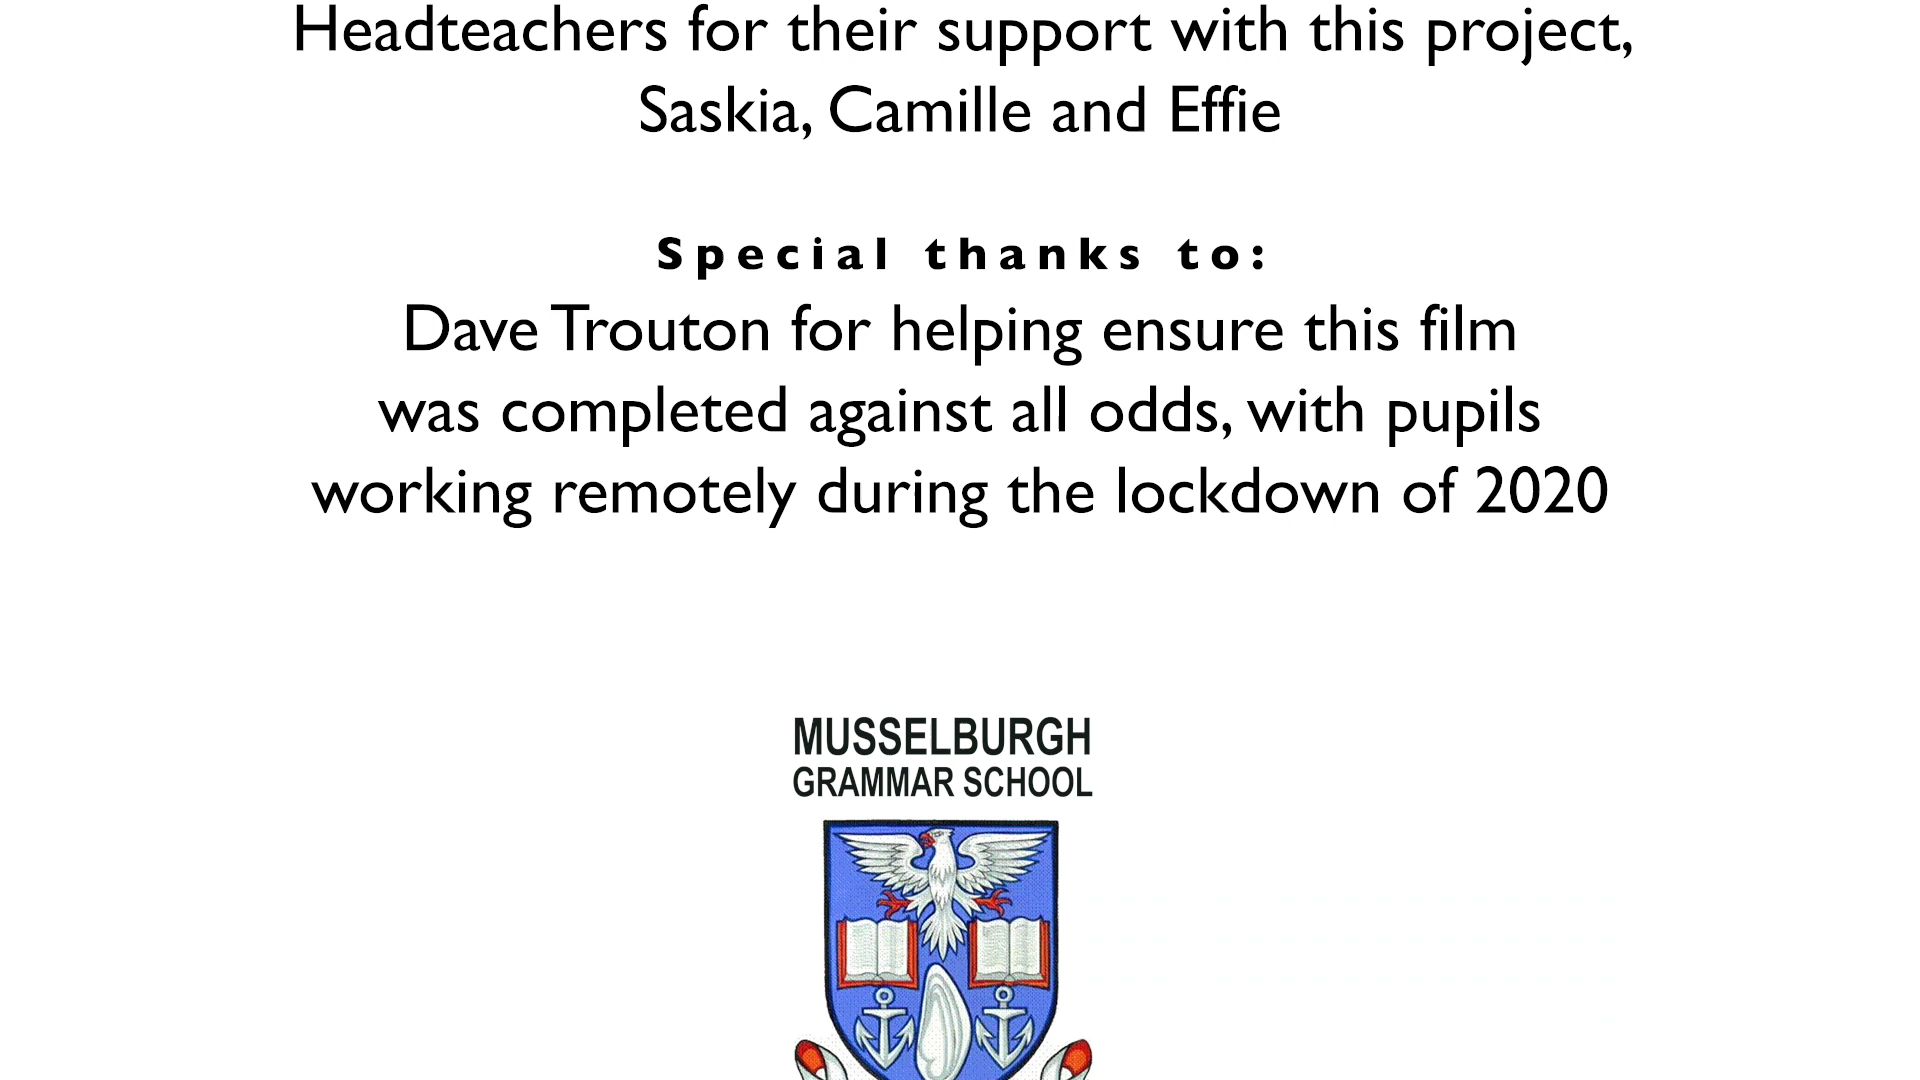 Headteachers for their support with this project,
Saskia, Camille and Effie
Special thanks to:
Dave Trouton for helping ensure this film
was completed against all odds, with pupils
working remotely during the lockdown of 2020
MUSSELBURGH
GRAMMAR SCHOOL